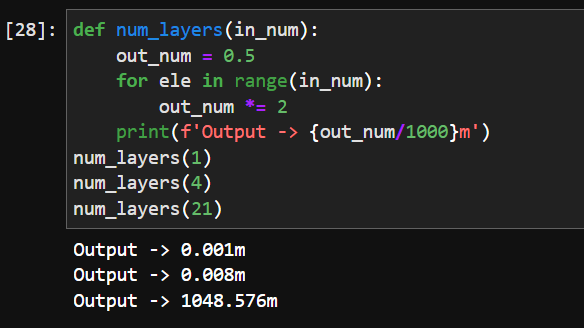 [28]: def num_layers(in_num):
    out_num = 0.5
    for ele in range(in_num):
        out_num *= 2
    print(f'Output -> {out_num/1000}m')
num_layers(1)
num_layers(4)
num_layers(21)
Output -> 0.001m
Output -> 0.008m
Output -> 1048.576m